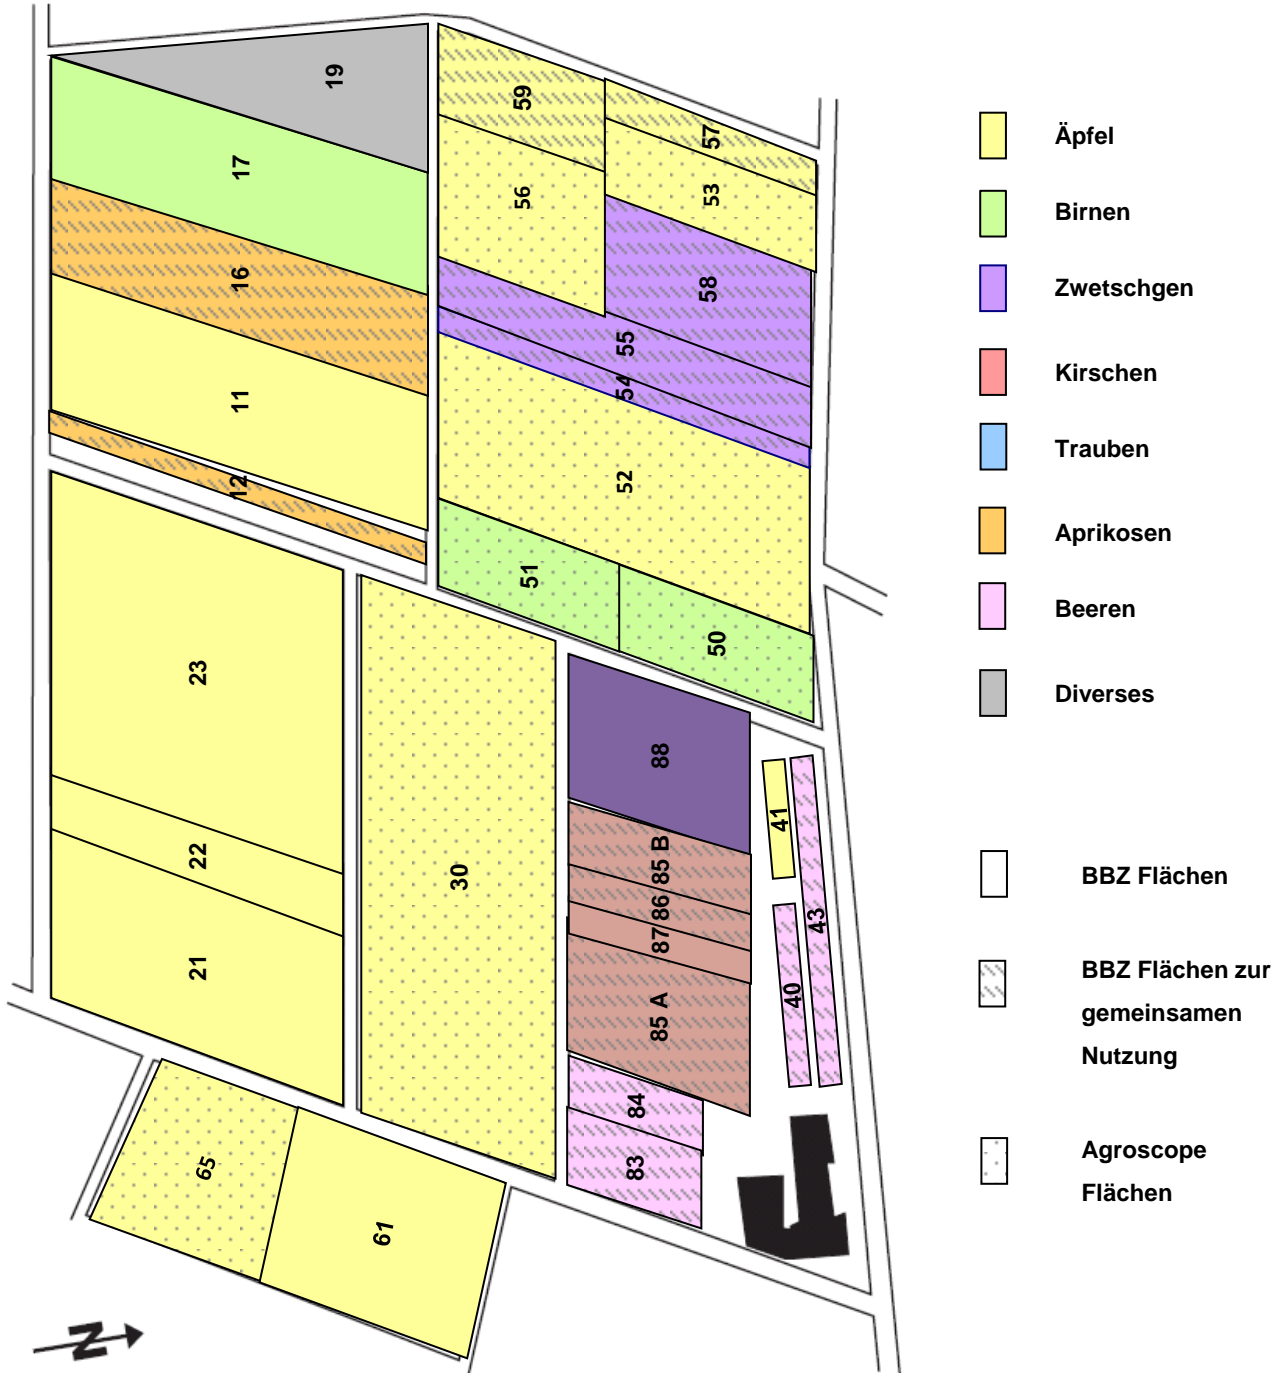 19
17
16
11
12
59
57
56
53
58
55
54
52
51
50
23
22
21
30
88
85 B
86
87
85 A
84
83
41
43
40
65
61
N
Äpfel
Birnen
Zwetschgen
Kirschen
Trauben
Aprikosen
Beeren
Diverses
BBZ Flächen
BBZ Flächen zur
gemeinsamen
Nutzung
Agroscope
Flächen